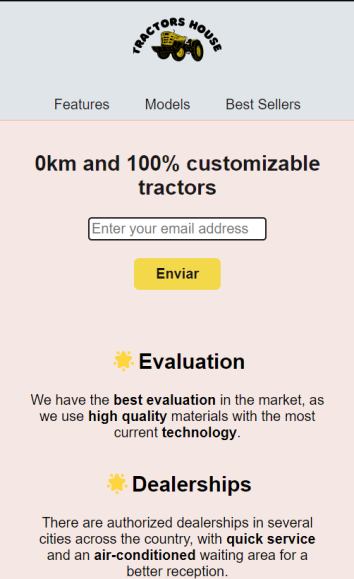 TRACTORS HOUSE
Features Models Best Sellers
0km and 100% customizable
tractors
Enter your email address
Enviar
Evaluation
We have the best evaluation in the market, as
we use high quality materials with the most
current technology.
Dealerships
There are authorized dealerships in several
cities across the country, with quick service
and an air-conditioned waiting area for a
better reception.